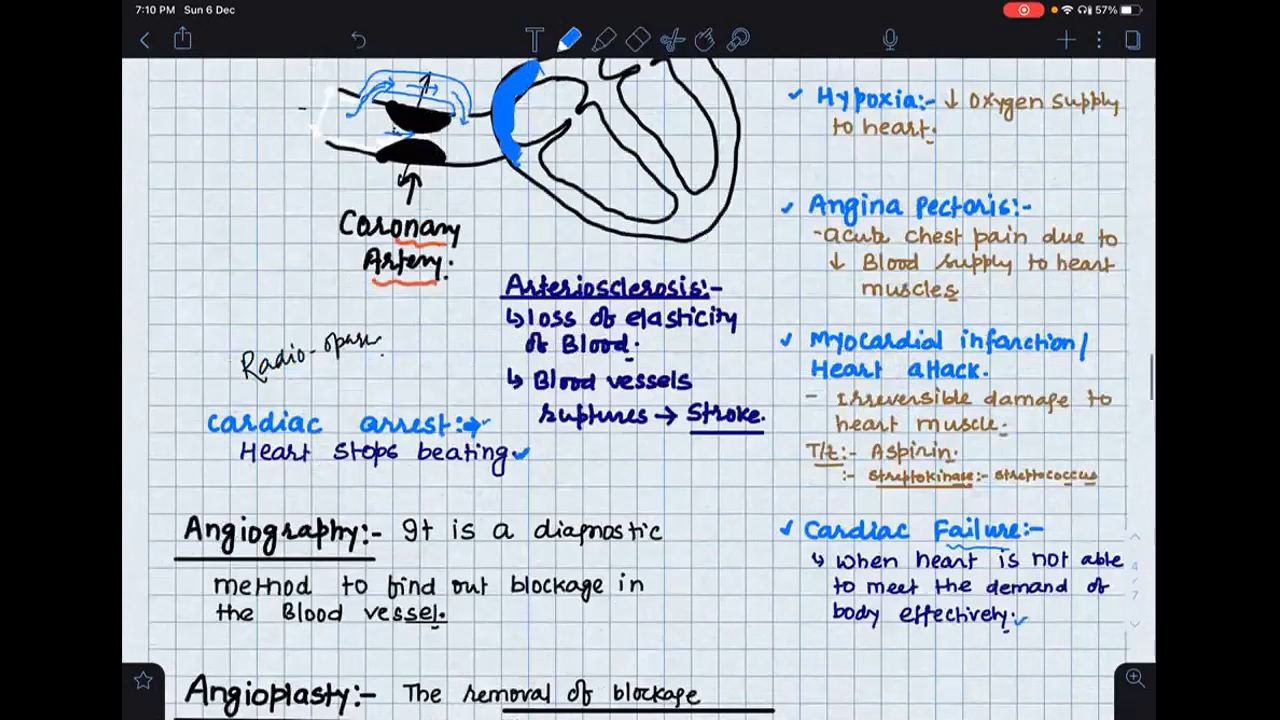 7:10 PM Sun 6 Dec
57%
T
Coronary
Artery.
Radio-opaque
Cardiac arrest:→
Heart stops beating
Arteriosclerosis:-
↳ loss of elasticity
of Blood.
↳ Blood vessels
ruptures → Stroke.
Angiography:- It is a diagnostic
method to find out blockage in
the Blood vessel.
Angioplasty:- The removal of blockage
✓ Hypoxia:- ↓ Oxygen supply
to heart.
✓ Angina Pectoris:-
-acute chest pain due to
↓ Blood supply to heart
muscles
✓ Myocardial infarction/
Heart attack.
- Irreversible damage to
heart muscle.
T/t:- Aspirin.
:- Streptokinase:- Streptococcus
✓ Cardiac Failure:-
↳ when heart is not able
to meet the demand of
body effectively.